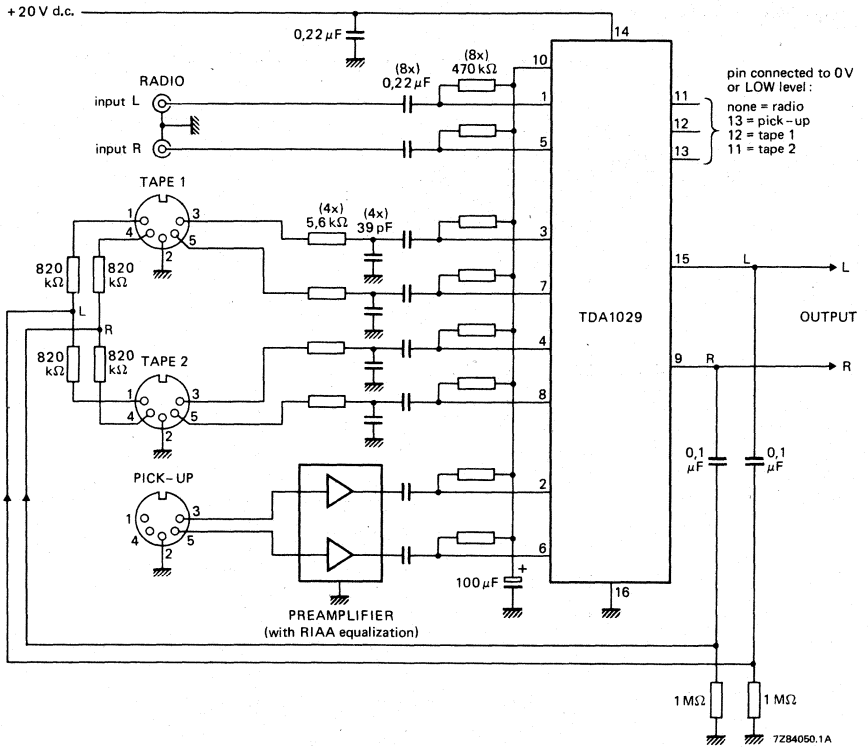 +20V d.c.
0,22 µF
14
(8x)
0,22 µF
(8x)
470 kΩ
10
RADIO
input L
1
input R
5
11
12
13
pin connected to 0V
or LOW level:
none = radio
13 = pick-up
12 = tape 1
11 = tape 2
TAPE 1
1
3
4
5
2
(4x)
5,6 kΩ
(4x)
39 pF
3
820
kΩ
820
kΩ
7
15
L
L
L
R
TDA1029
OUTPUT
820
kΩ
820
kΩ
TAPE 2
1
3
4
5
2
4
8
9
R
R
0,1
µF
0,1
µF
PICK-UP
1
3
4
5
2
2
6
100 µF
+
16
PREAMPLIFIER
(with RIAA equalization)
1 MΩ
1 MΩ
7Z84050.1A